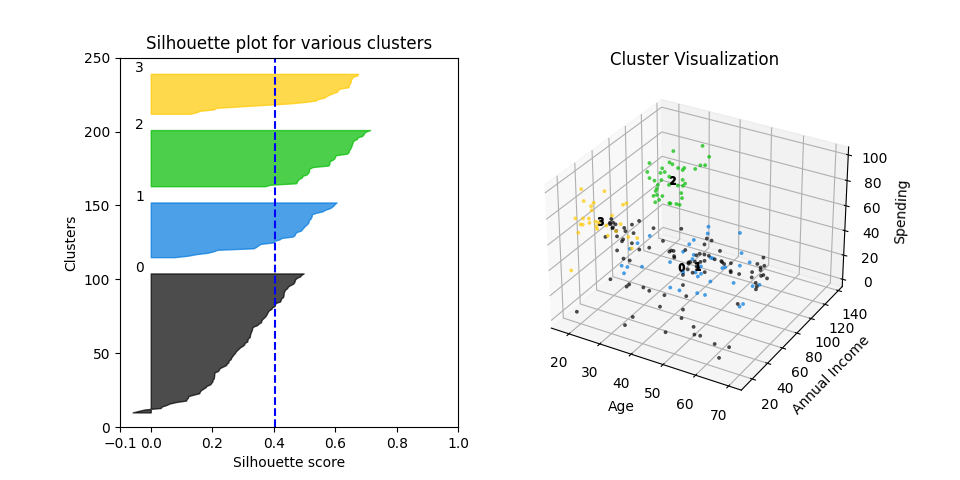 Silhouette plot for various clusters
Clusters
250
200
150
100
50
0
3
2
1
0
−0.1 0.0 0.2 0.4 0.6 0.8 1.0
Silhouette score
Cluster Visualization
2
3
0 1
100
80
60
40
20
0
Spending
140
120
100
80
60
40
20
Annual Income
20 30 40 50 60 70
Age